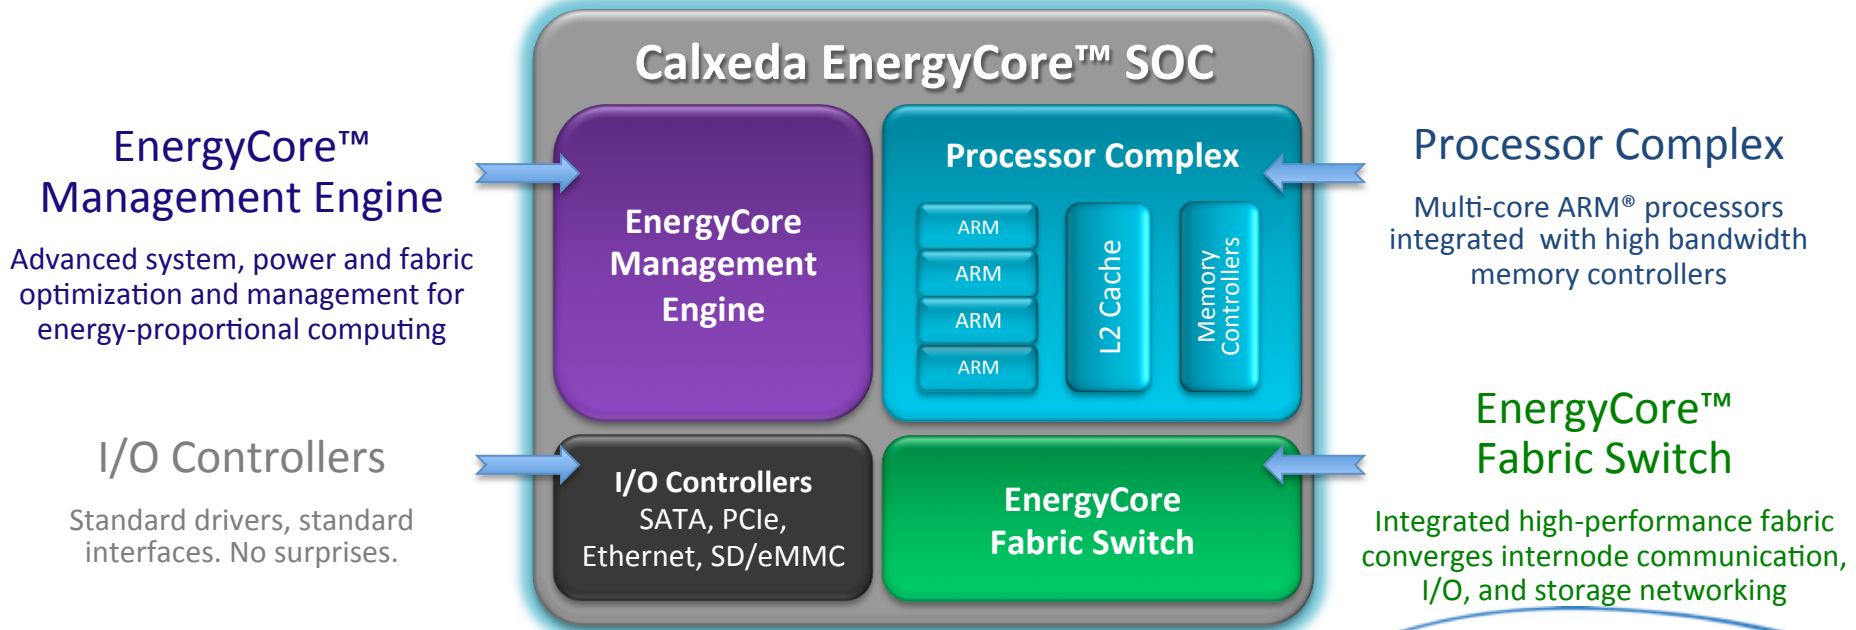 Calxeda EnergyCore™ SOC
EnergyCore™
Management Engine
Advanced system, power and fabric
optimization and management for
energy-proportional computing
I/O Controllers
Standard drivers, standard
interfaces. No surprises.
EnergyCore
Management
Engine
Processor Complex
ARM
ARM
ARM
ARM
L2 Cache
Memory
Controllers
I/O Controllers
SATA, PCIe,
Ethernet, SD/eMMC
EnergyCore
Fabric Switch
Processor Complex
Multi-core ARM® processors
integrated with high bandwidth
memory controllers
EnergyCore™
Fabric Switch
Integrated high-performance fabric
converges internode communication,
I/O, and storage networking